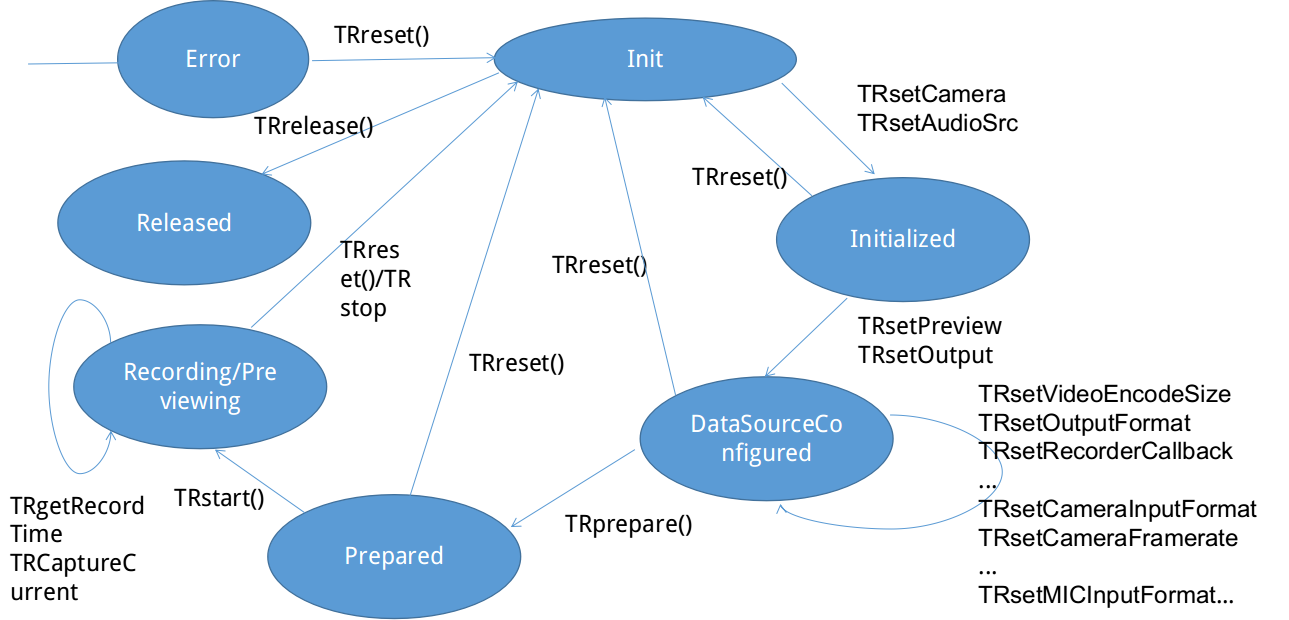 Error
TRreset()
Init
TRsetCamera
TRsetAudioSrc
TRrelease()
TRreset()
Released
Initialized
TRres
et()/TR
stop
TRreset()
TRsetPreview
TRsetOutput
Recording/Pre
viewing
TRreset()
DataSourceCo
nfigured
TRsetVideoEncodeSize
TRsetOutputFormat
TRsetRecorderCallback
...
TRsetCameraInputFormat
TRsetCameraFramerate
...
TRsetMICInputFormat...
TRgetRecord
Time
TRCaptureC
urrent
TRstart()
Prepared
TRprepare()